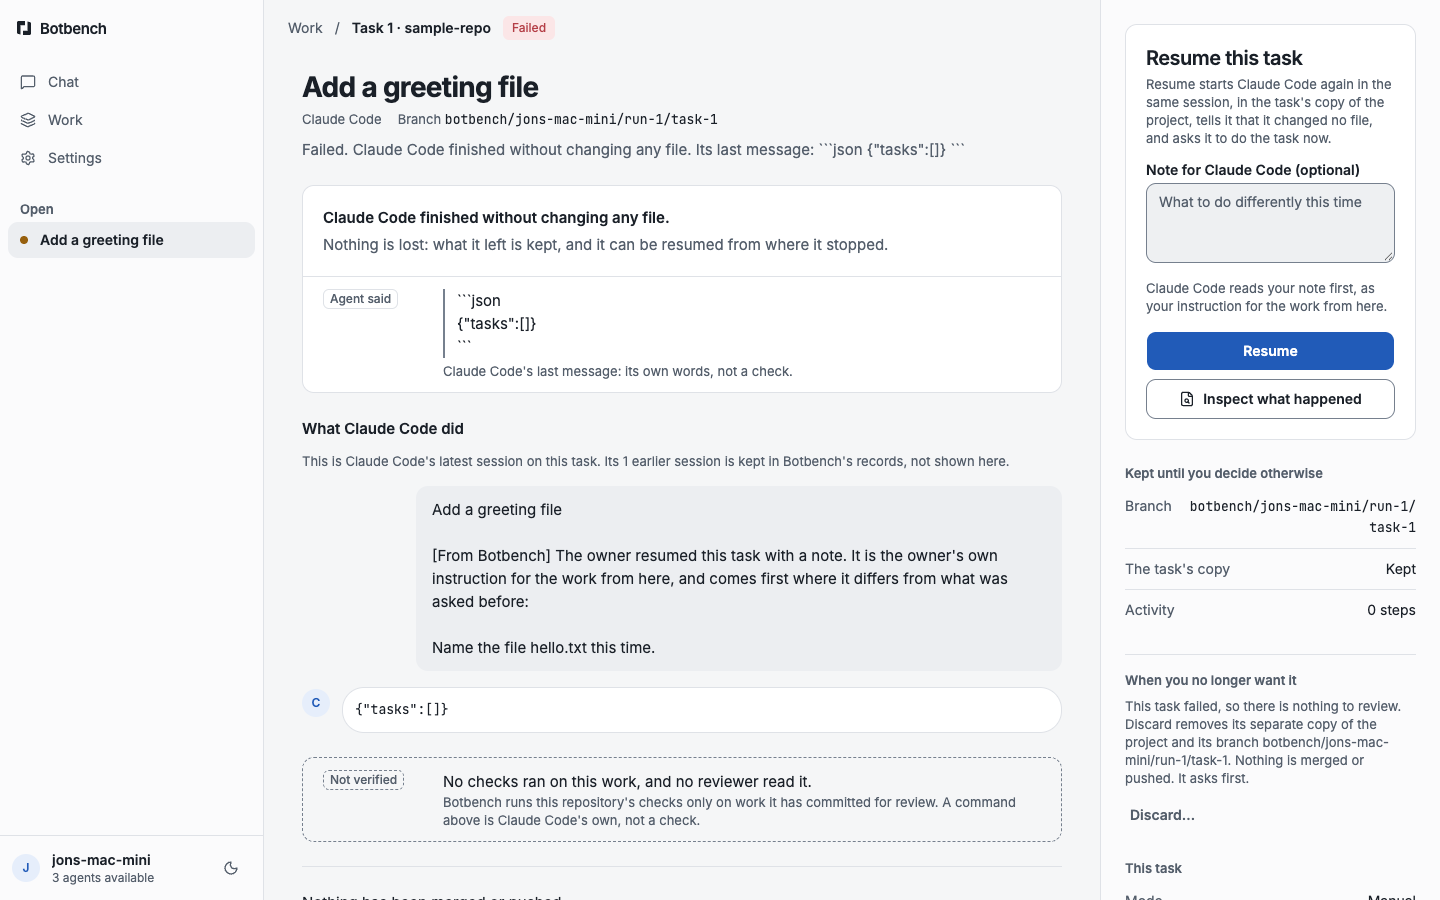 Botbench
Chat
Work
Settings
Open
Add a greeting file
jons-mac-mini
3 agents available
J
Work / Task 1 · sample-repo Failed
Add a greeting file
Claude Code Branch botbench/jons-mac-mini/run-1/task-1
Failed. Claude Code finished without changing any file. Its last message: ```json {"tasks":[]} ```
Claude Code finished without changing any file.
Nothing is lost: what it left is kept, and it can be resumed from where it stopped.
Agent said
```json
{"tasks":[]}
```
Claude Code's last message: its own words, not a check.
What Claude Code did
This is Claude Code's latest session on this task. Its 1 earlier session is kept in Botbench's records, not shown here.
Add a greeting file
[From Botbench] The owner resumed this task with a note. It is the owner's own
instruction for the work from here, and comes first where it differs from what was
asked before:
Name the file hello.txt this time.
C
{"tasks":[]}
Not verified
No checks ran on this work, and no reviewer read it.
Botbench runs this repository's checks only on work it has committed for review. A command
above is Claude Code's own, not a check.
Nothing has been merged or pushed
Resume this task
Resume starts Claude Code again in the
same session, in the task's copy of the
project, tells it that it changed no file,
and asks it to do the task now.
Note for Claude Code (optional)
What to do differently this time
Claude Code reads your note first, as
your instruction for the work from here.
Resume
Inspect what happened
Kept until you decide otherwise
Branch botbench/jons-mac-mini/run-1/
task-1
The task's copy Kept
Activity 0 steps
When you no longer want it
This task failed, so there is nothing to review.
Discard removes its separate copy of the
project and its branch botbench/jons-mac-
mini/run-1/task-1. Nothing is merged or
pushed. It asks first.
Discard...
This task
Mode Manual